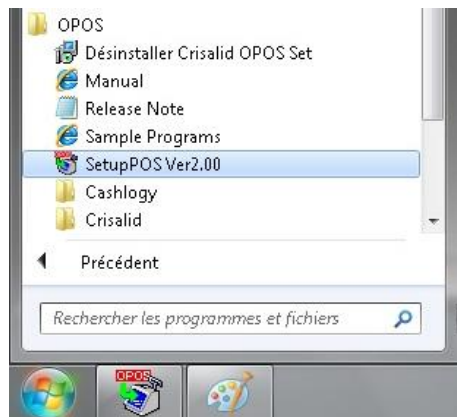 OPOS
Désinstaller Crisalid OPOS Set
Manual
Release Note
Sample Programs
SetupPOS Ver2.00
Cashlogy
Crisalid
Précédent
Rechercher les programmes et fichiers
OPOS